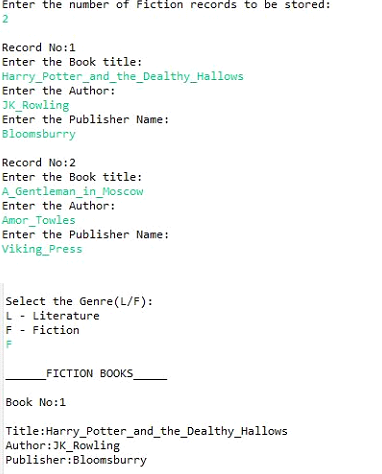 Enter the number of Fiction records to be stored:
2
Record No:1
Enter the Book title:
Harry_Potter_and_the_Dealthy_Hallows
Enter the Author:
JK_Rowling
Enter the Publisher Name:
Bloomsburry
Record No:2
Enter the Book title:
A_Gentleman_in_Moscow
Enter the Author:
Amor_Towles
Enter the Publisher Name:
Viking_Press
Select the Genre(L/F):
L - Literature
F - Fiction
F
______FICTION BOOKS_____
Book No:1
Title:Harry_Potter_and_the_Dealthy_Hallows
Author:JK_Rowling
Publisher:Bloomsburry